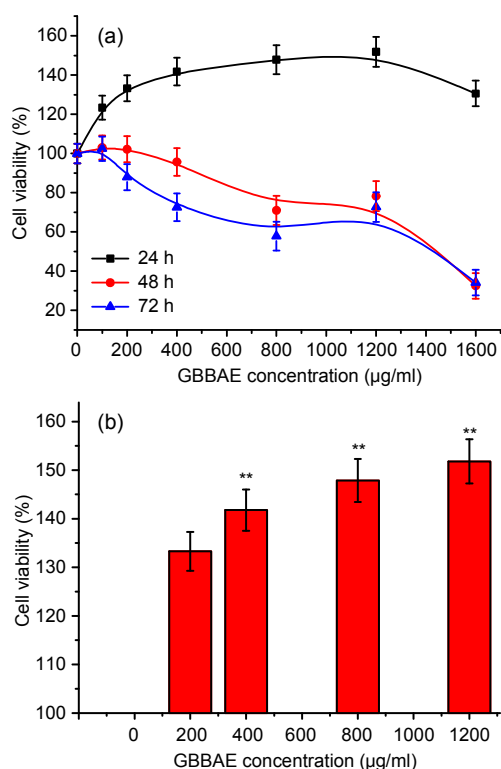 (a)
160
140
120
100
80
60
40
20
Cell viability (%)
24 h
48 h
72 h
0 200 400 600 800 1000 1200 1400 1600
GBBAE concentration (µg/ml)
(b)
160
150
140
130
120
110
100
Cell viability (%)
**
**
**
0 200 400 600 800 1000 1200
GBBAE concentration (µg/ml)